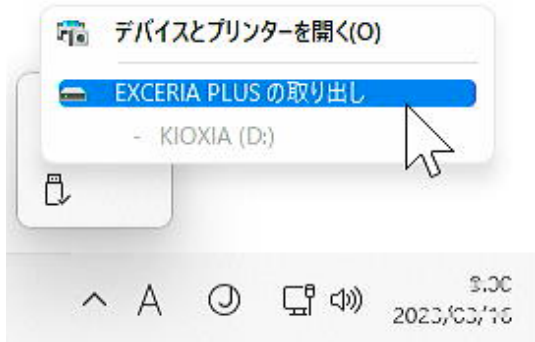 デバイスとプリンターを開く(O)
EXCERIA PLUS の取り出し
- KIOXIA (D:)
A